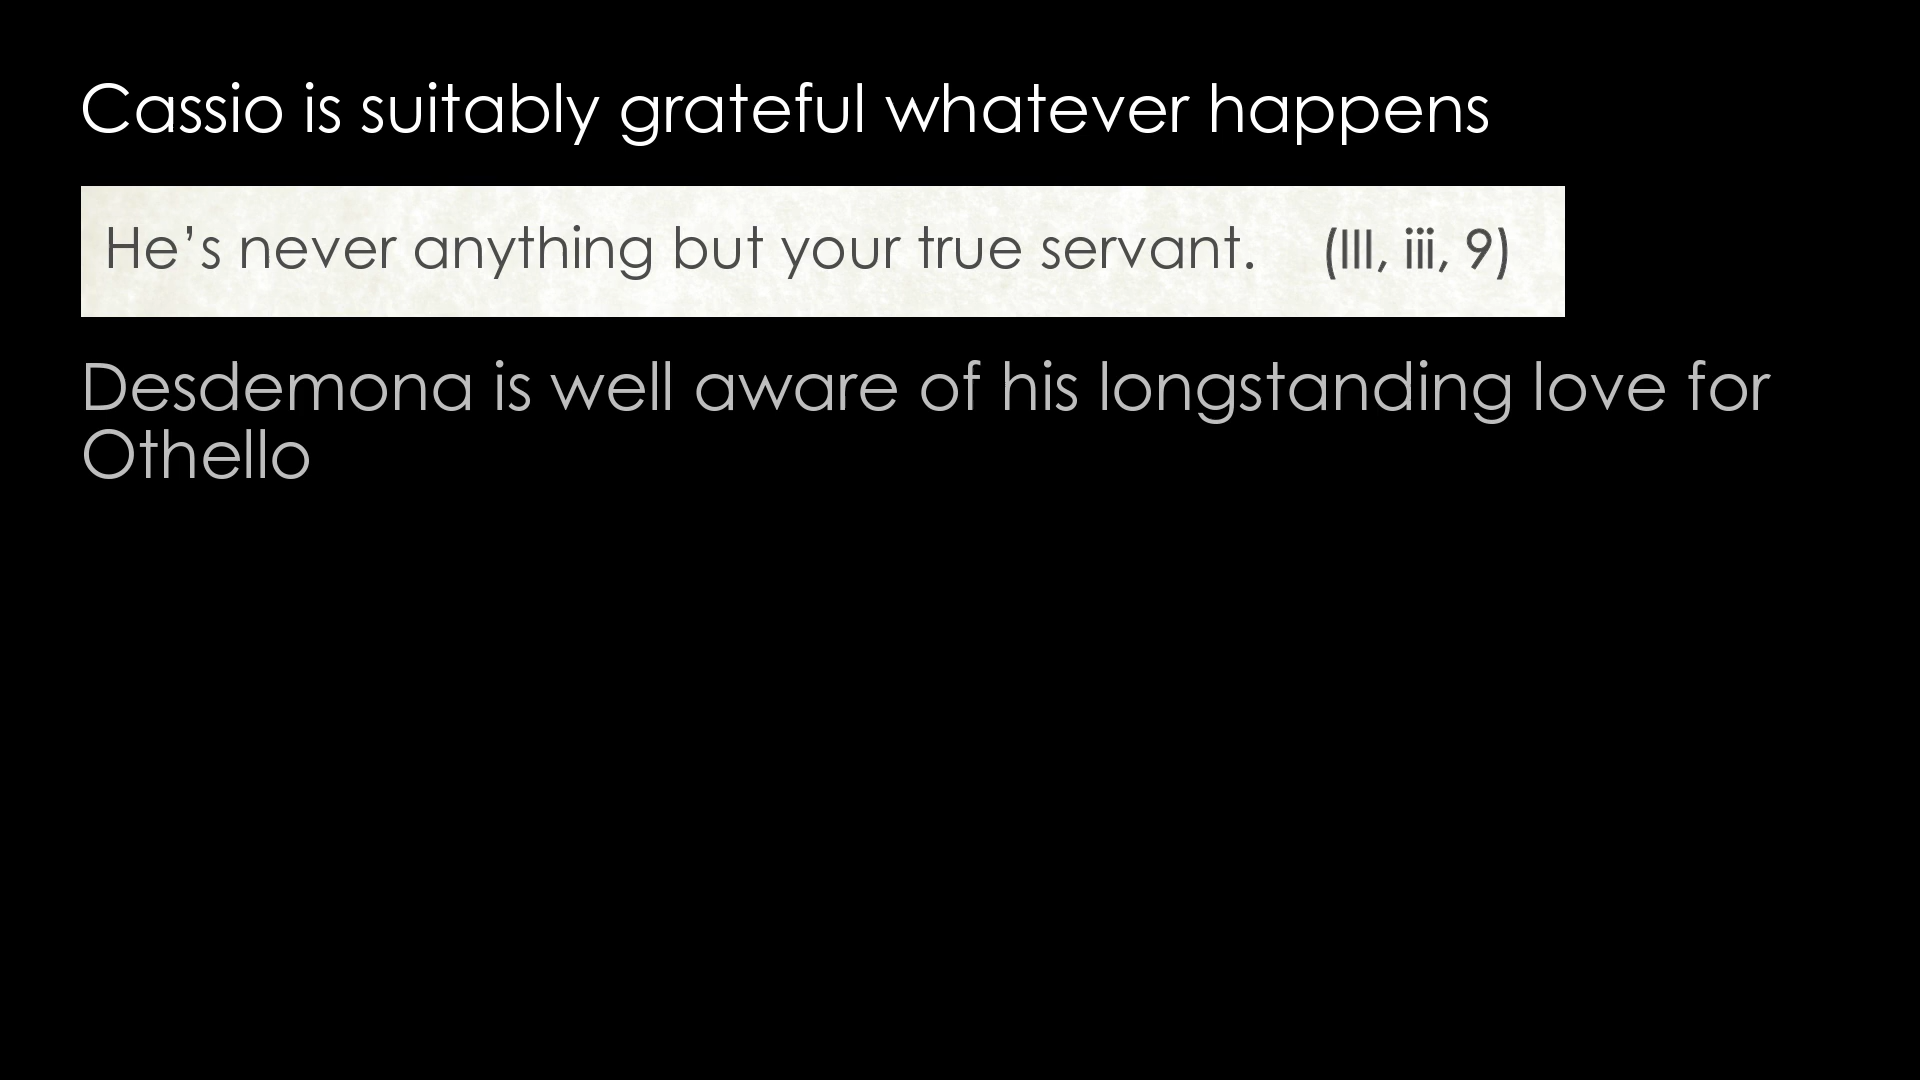 Cassio is suitably grateful whatever happens
He’s never anything but your true servant. (III, iii, 9)
Desdemona is well aware of his longstanding love for
Othello